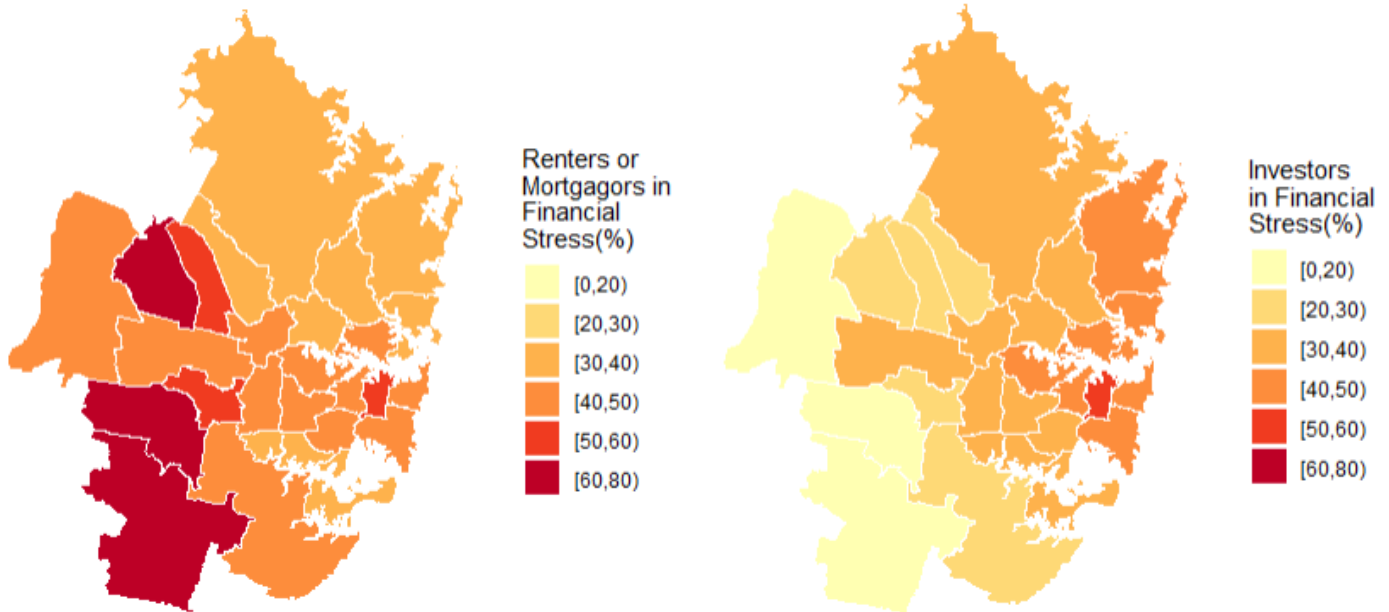 Renters or
Mortgagors in
Financial
Stress(%)
[0,20)
[20,30)
[30,40)
[40,50)
[50,60)
[60,80)
Investors
in Financial
Stress(%)
[0,20)
[20,30)
[30,40)
[40,50)
[50,60)
[60,80)